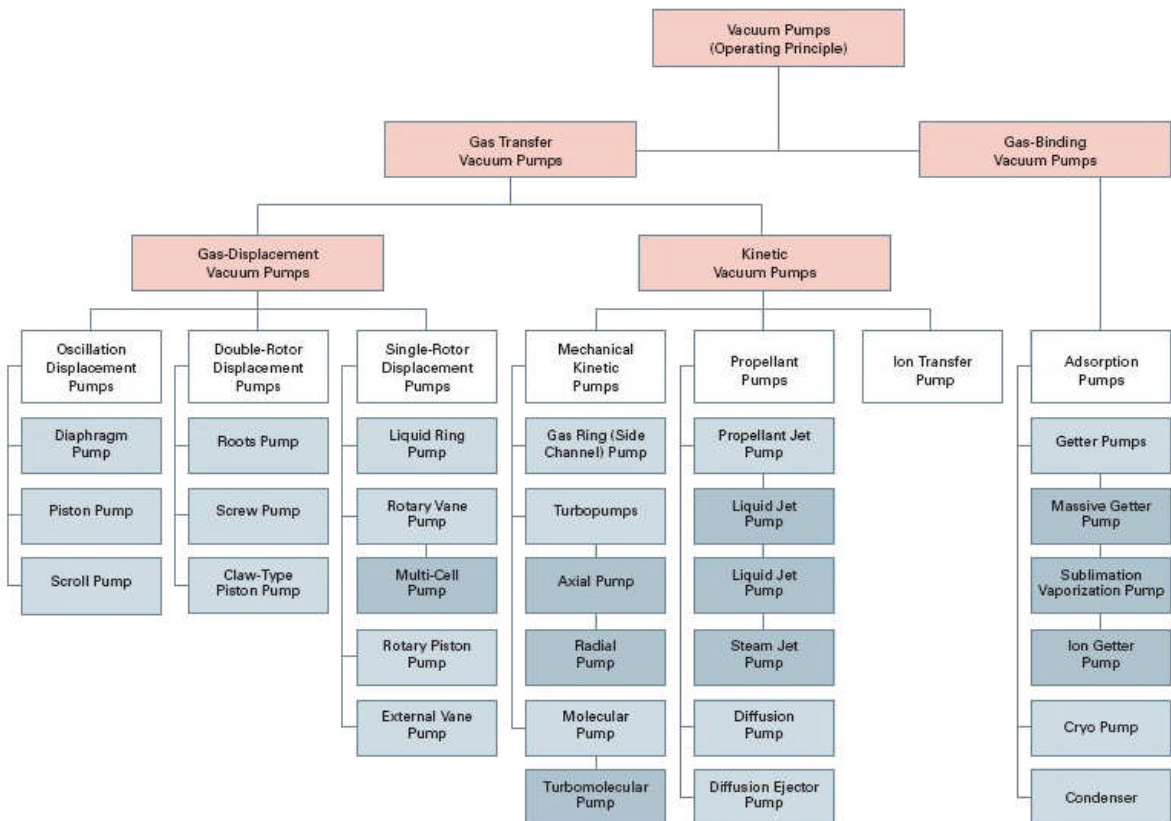 Vacuum Pumps
(Operating Principle)
Gas Transfer
Vacuum Pumps
Gas-Binding
Vacuum Pumps
Gas-Displacement
Vacuum Pumps
Kinetic
Vacuum Pumps
Oscillation
Displacement
Pumps
Double-Rotor
Displacement
Pumps
Single-Rotor
Displacement
Pumps
Mechanical
Kinetic
Pumps
Propellant
Pumps
Ion Transfer
Pump
Adsorption
Pumps
Diaphragm
Pump
Roots Pump
Liquid Ring
Pump
Gas Ring (Side
Channel) Pump
Propellant Jet
Pump
Getter Pumps
Piston Pump
Screw Pump
Rotary Vane
Pump
Turbopumps
Liquid Jet
Pump
Massive Getter
Pump
Scroll Pump
Claw-Type
Piston Pump
Multi-Cell
Pump
Axial Pump
Liquid Jet
Pump
Sublimation
Vaporization Pump
Rotary Piston
Pump
Radial
Pump
Steam Jet
Pump
Ion Getter
Pump
External Vane
Pump
Molecular
Pump
Diffusion
Pump
Cryo Pump
Turbomolecular
Pump
Diffusion Ejector
Pump
Condenser